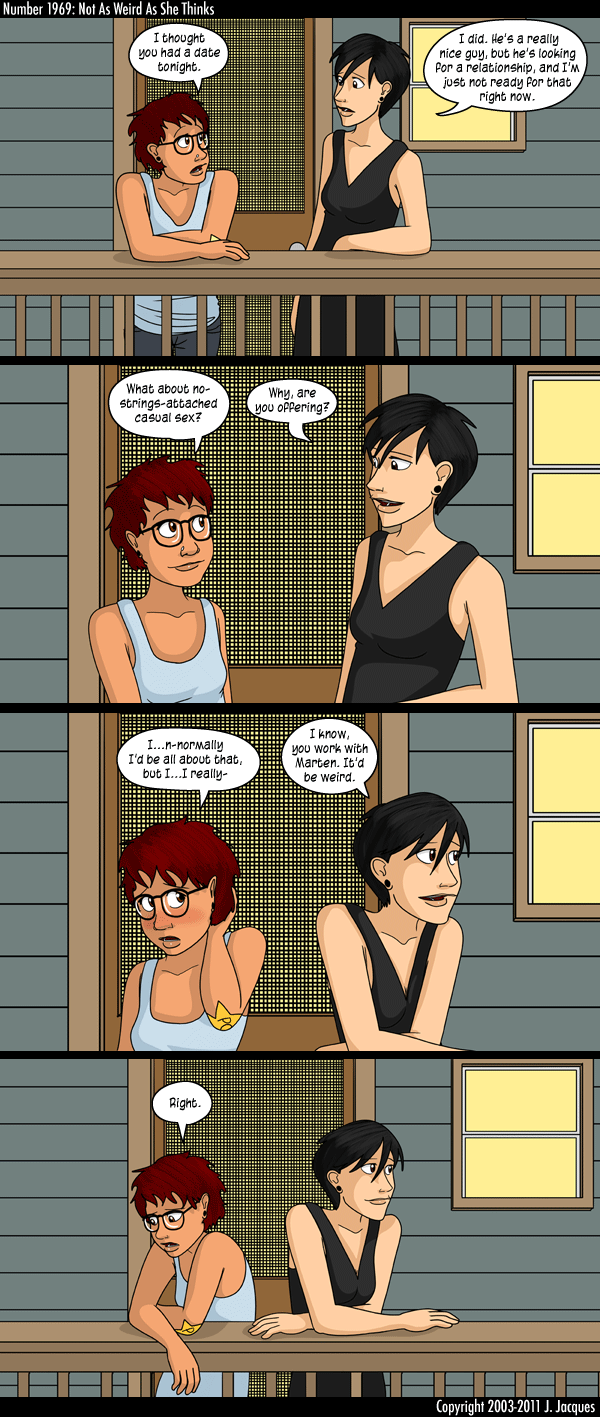 Number 1969: Not As Weird As She Thinks
I thought
you had a date
tonight.
I did. He's a really
nice guy, but he's looking
for a relationship, and I'm
just not ready for that
right now.
What about no-
strings-attached
casual sex?
Why, are
you offering?
I...n-normally
I'd be all about that,
but I...I really-
I know,
you work with
Marten. It'd
be weird.
Right.
Copyright 2003-2011 J. Jacques